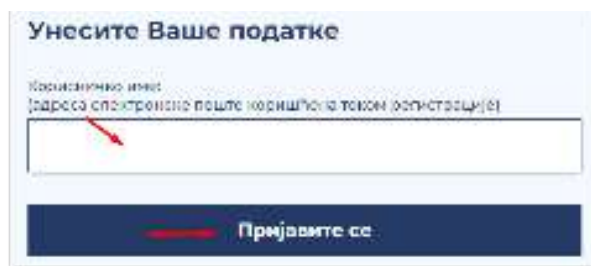 Унесите Ваше податке
Корисничко име:
(адреса електронске поште коришћена током регистрације)
Пријавите се